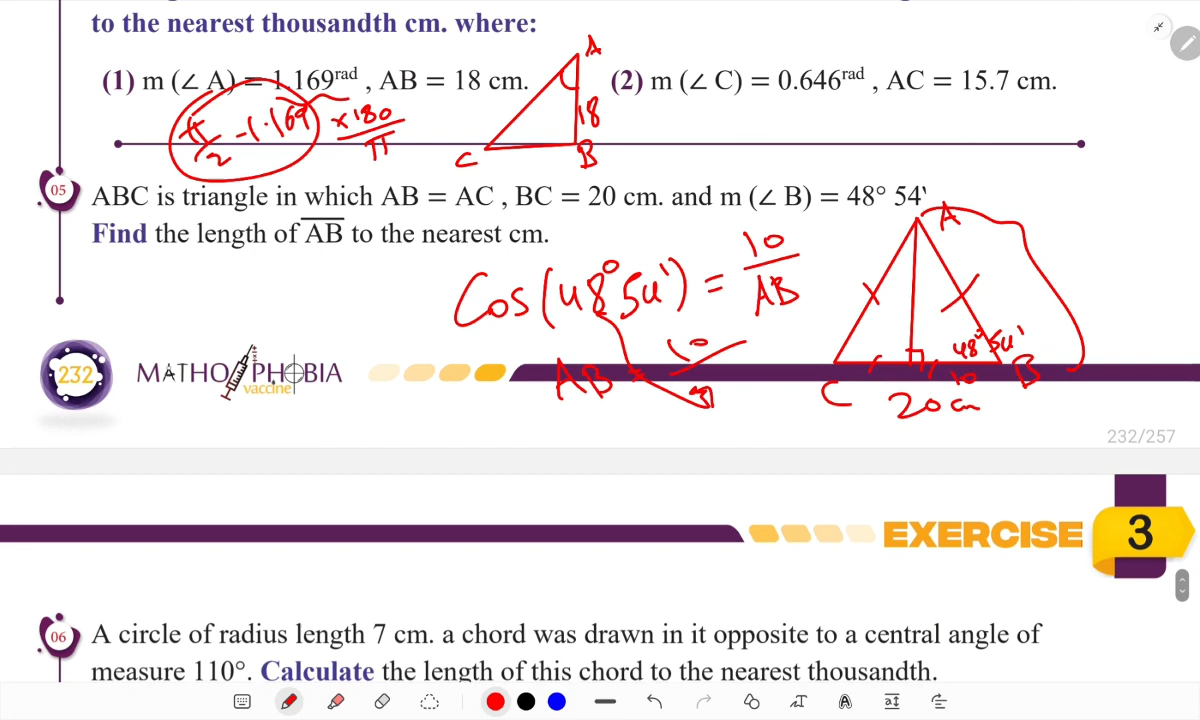 to the nearest thousandth cm. where:
(1) m (∠ A) = 1.169rad , AB = 18 cm. (2) m (∠ C) = 0.646rad , AC = 15.7 cm.
A
18
π/2 - 1.169 × 180/π
C B
05 ABC is triangle in which AB = AC , BC = 20 cm. and m (∠ B) = 48° 54'
Find the length of AB to the nearest cm.
A
Cos(48°54') = 10/AB
48°54'
AB 10
C 10 B
20 cm
232 MATHOPHOBIA
vaccine
232/257
EXERCISE 3
06 A circle of radius length 7 cm. a chord was drawn in it opposite to a central angle of
measure 110°. Calculate the length of this chord to the nearest thousandth.